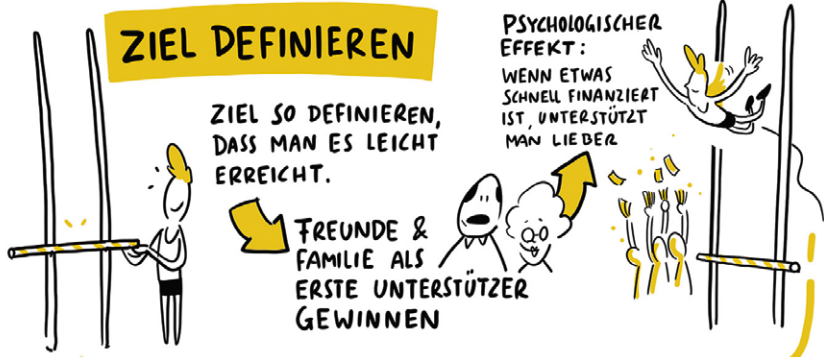 ZIEL DEFINIEREN
ZIEL SO DEFINIEREN,
DASS MAN ES LEICHT
ERREICHT.
FREUNDE &
FAMILIE ALS
ERSTE UNTERSTÜTZER
GEWINNEN
PSYCHOLOGISCHER
EFFEKT:
WENN ETWAS
SCHNELL FINANZIERT
IST, UNTERSTÜTZT
MAN LIEBER